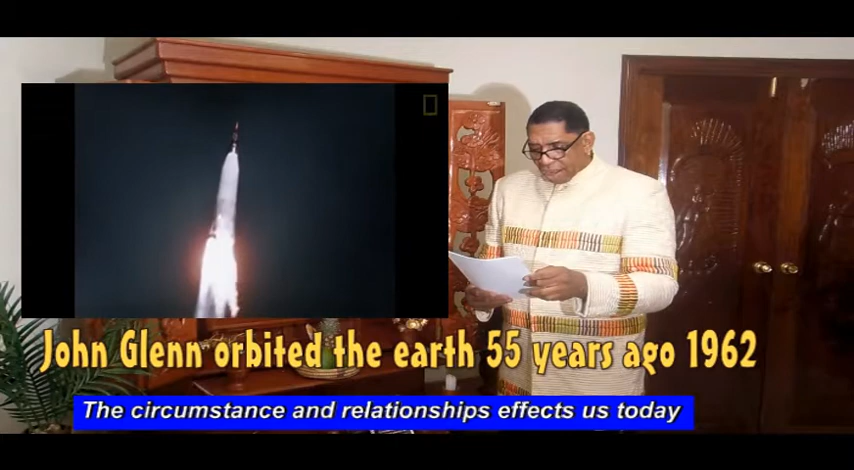 John Glenn orbited the earth 55 years ago 1962
The circumstance and relationships effects us today